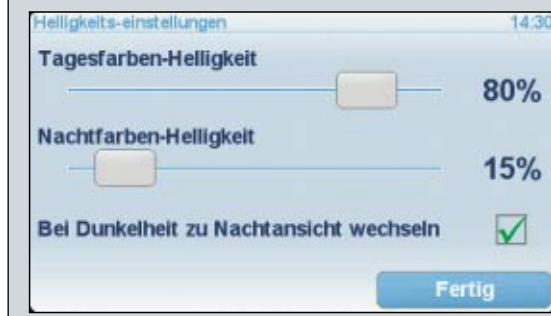 Helligkeits-einstellungen 14:30
Tagesfarben-Helligkeit
80%
Nachtfarben-Helligkeit
15%
Bei Dunkelheit zu Nachtansicht wechseln
Fertig